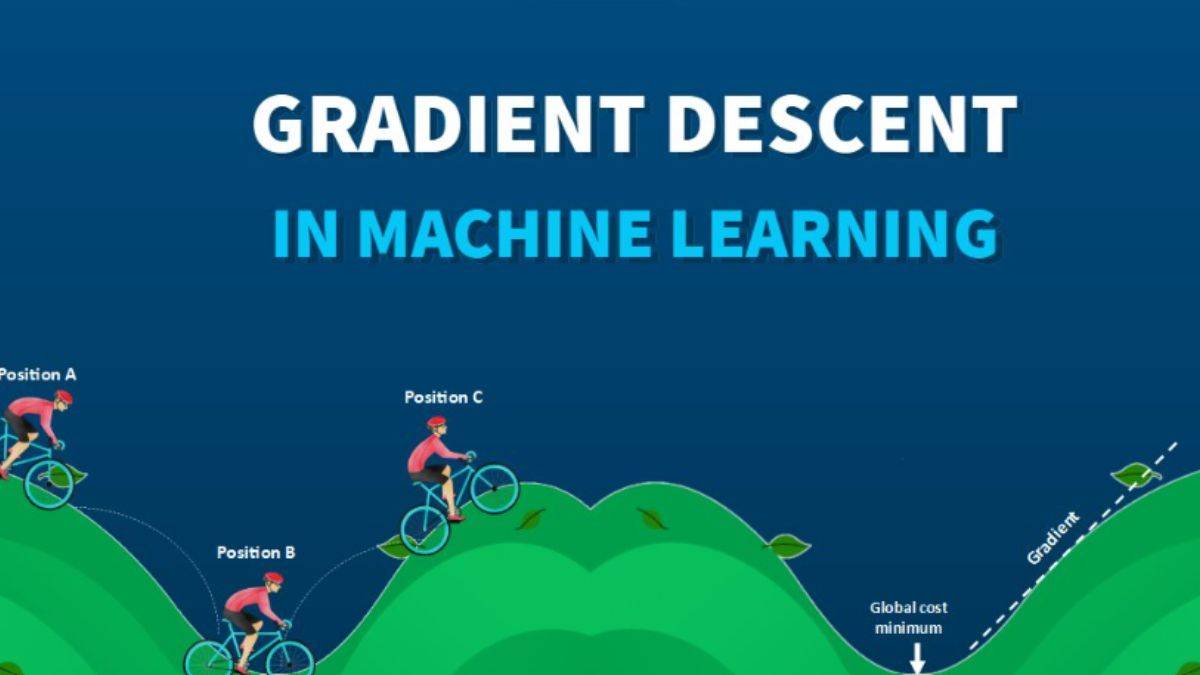 GRADIENT DESCENT
IN MACHINE LEARNING
Position A
Position C
Position B
Gradient
Global cost
minimum